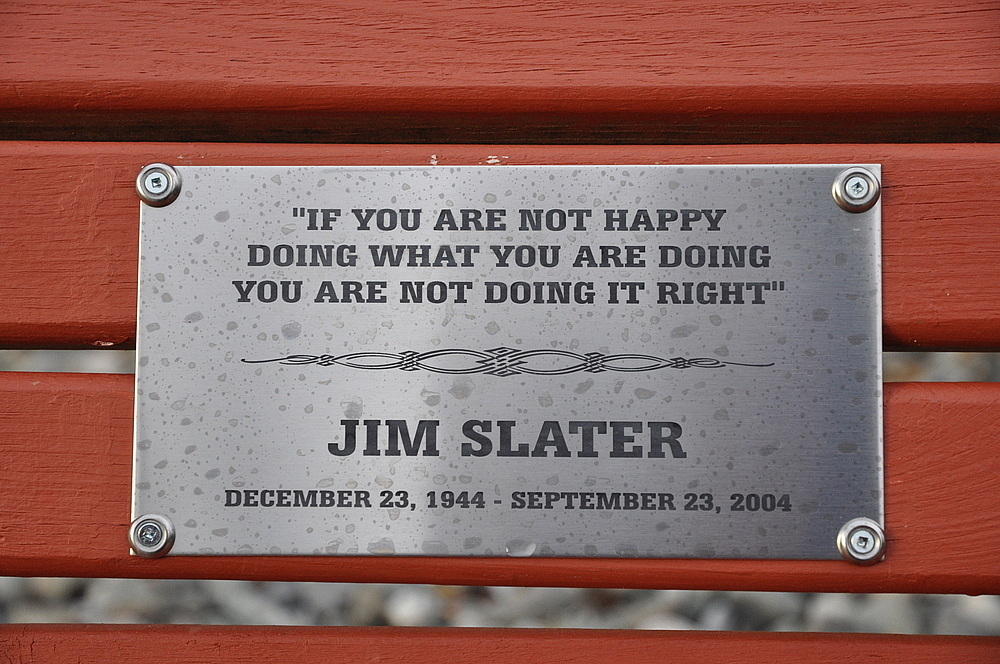 "IF YOU ARE NOT HAPPY
DOING WHAT YOU ARE DOING
YOU ARE NOT DOING IT RIGHT"
JIM SLATER
DECEMBER 23, 1944 - SEPTEMBER 23, 2004